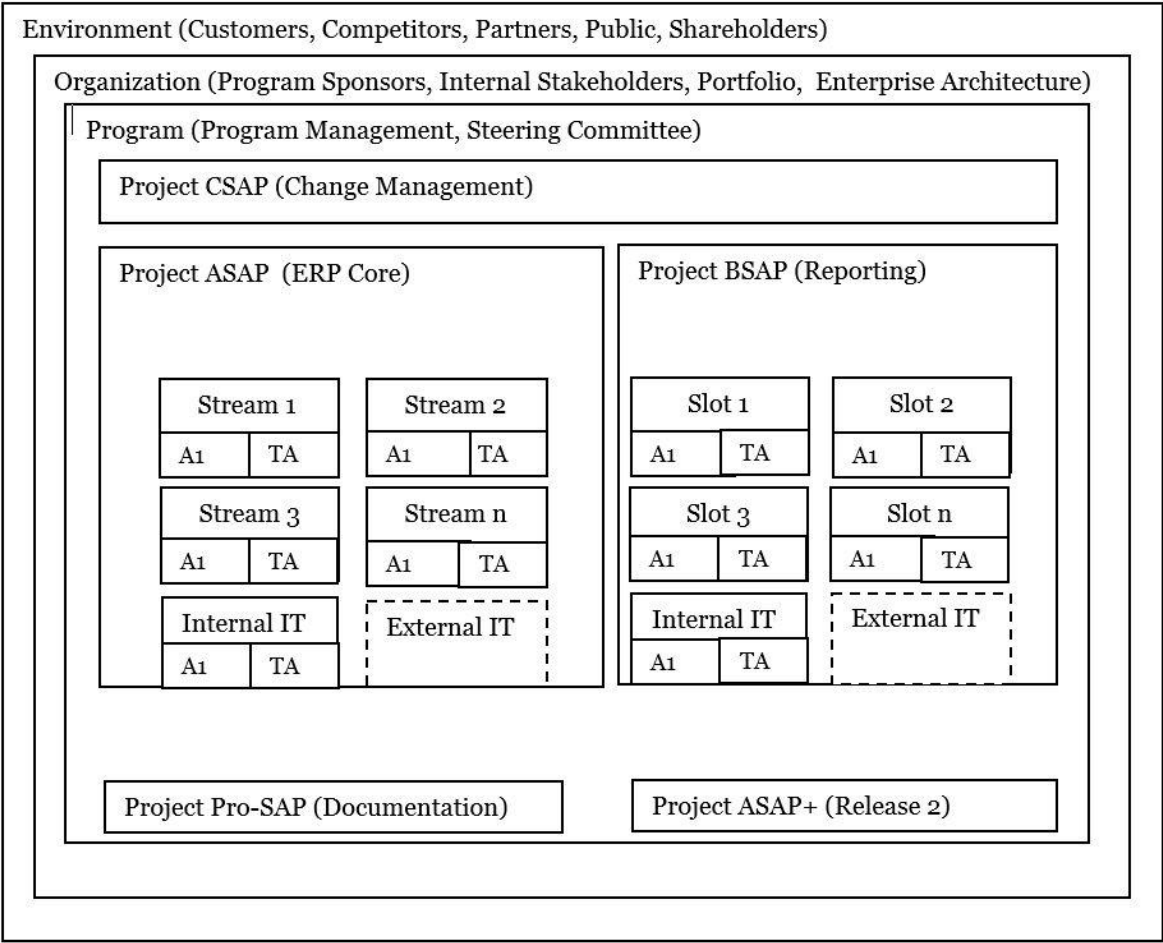 Environment (Customers, Competitors, Partners, Public, Shareholders)
Organization (Program Sponsors, Internal Stakeholders, Portfolio, Enterprise Architecture)
Program (Program Management, Steering Committee)
Project CSAP (Change Management)
Project ASAP (ERP Core)
Stream 1
A1 TA
Stream 2
A1 TA
Stream 3
A1 TA
Stream n
A1 TA
Internal IT
A1 TA
External IT
Project BSAP (Reporting)
Slot 1
A1 TA
Slot 2
A1 TA
Slot 3
A1 TA
Slot n
A1 TA
Internal IT
A1 TA
External IT
Project Pro-SAP (Documentation)
Project ASAP+ (Release 2)